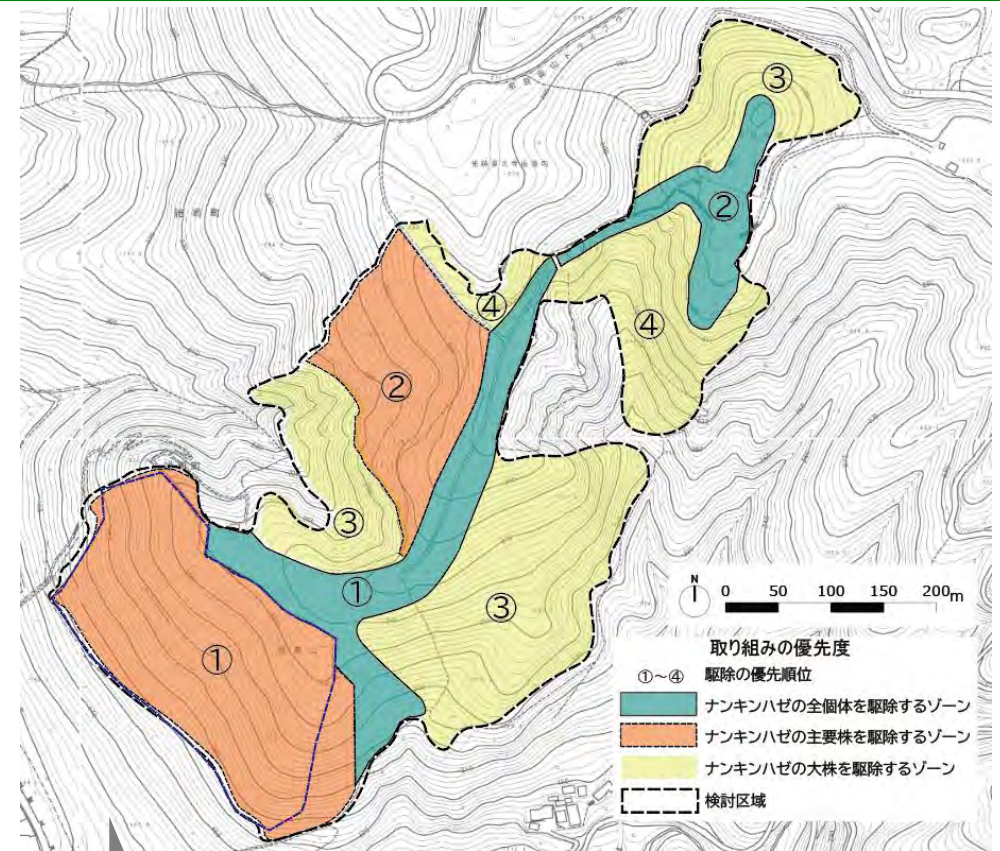 ③
②
④
④
②
③
①
③
①
N
0 50 100 150 200m
取り組みの優先度
①~④ 駆除の優先順位
ナンキンハゼの全個体を駆除するゾーン
ナンキンハゼの主要株を駆除するゾーン
ナンキンハゼの大株を駆除するゾーン
検討区域